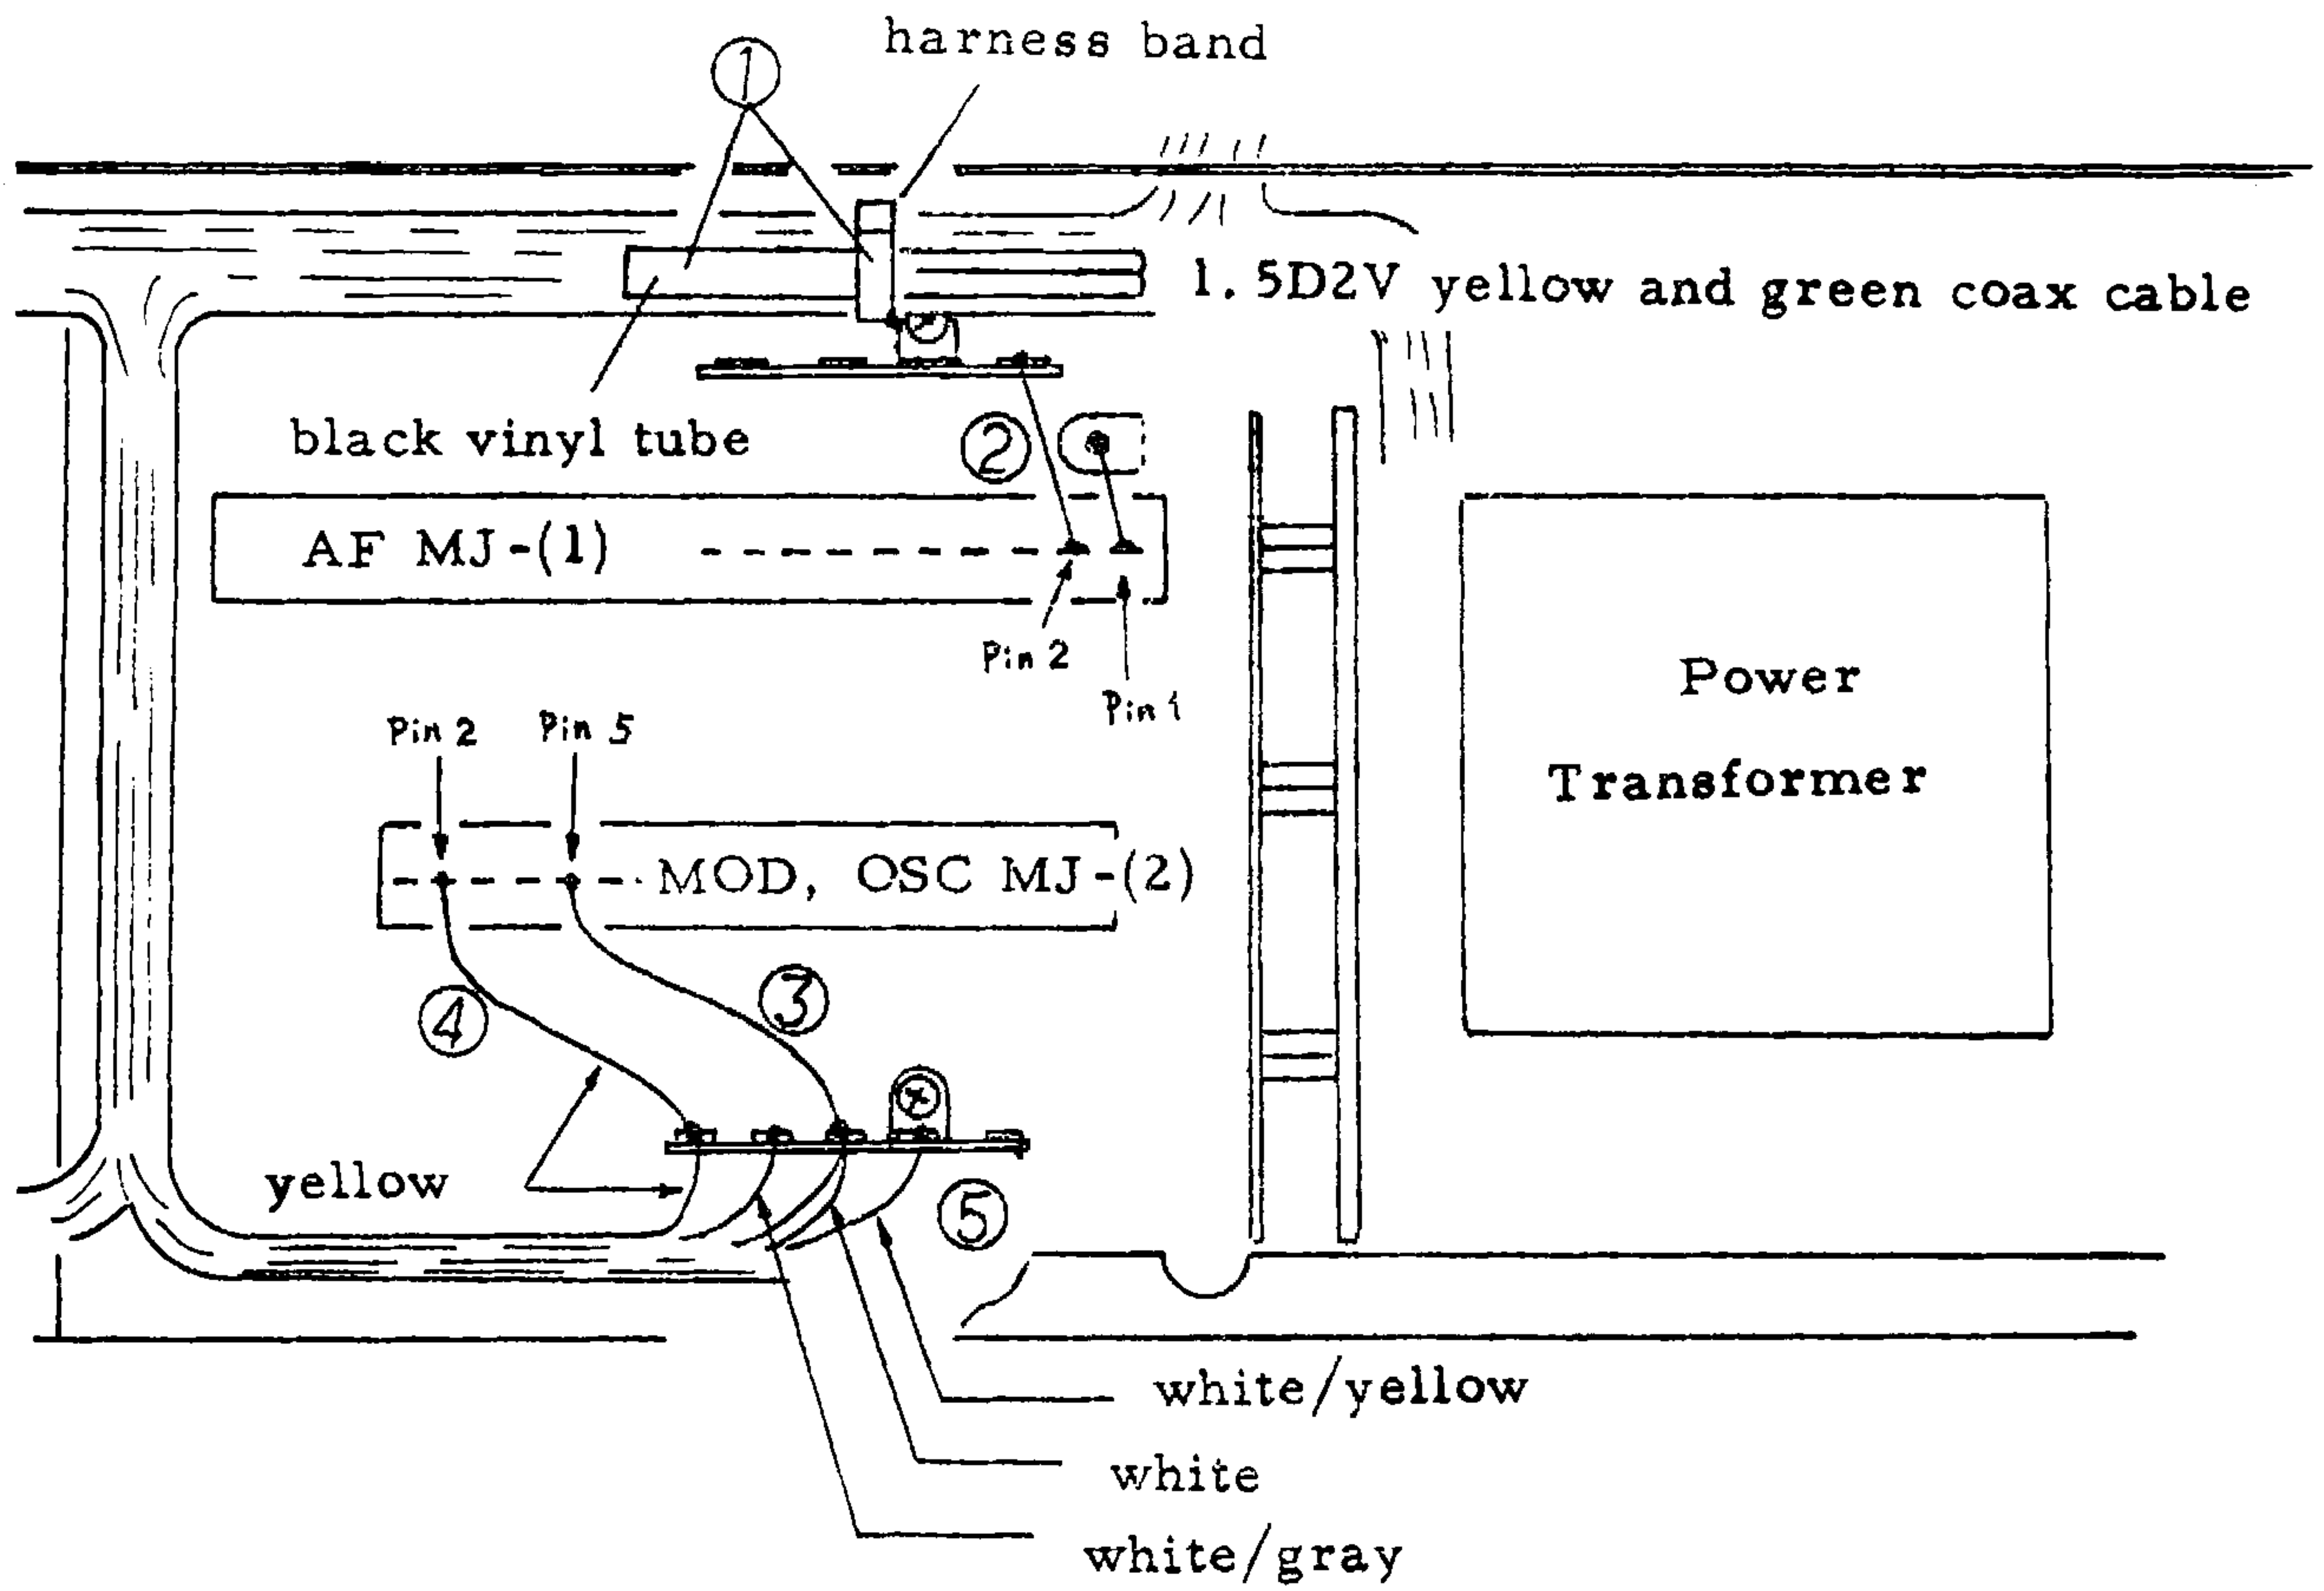 harness band
1
1. 5D2V yellow and green coax cable
black vinyl tube
2
AF MJ-(1)
Pin 2
Pin 1
Power
Transformer
Pin 2
Pin 5
MOD, OSC MJ-(2)
4
3
yellow
5
white/yellow
white
white/gray